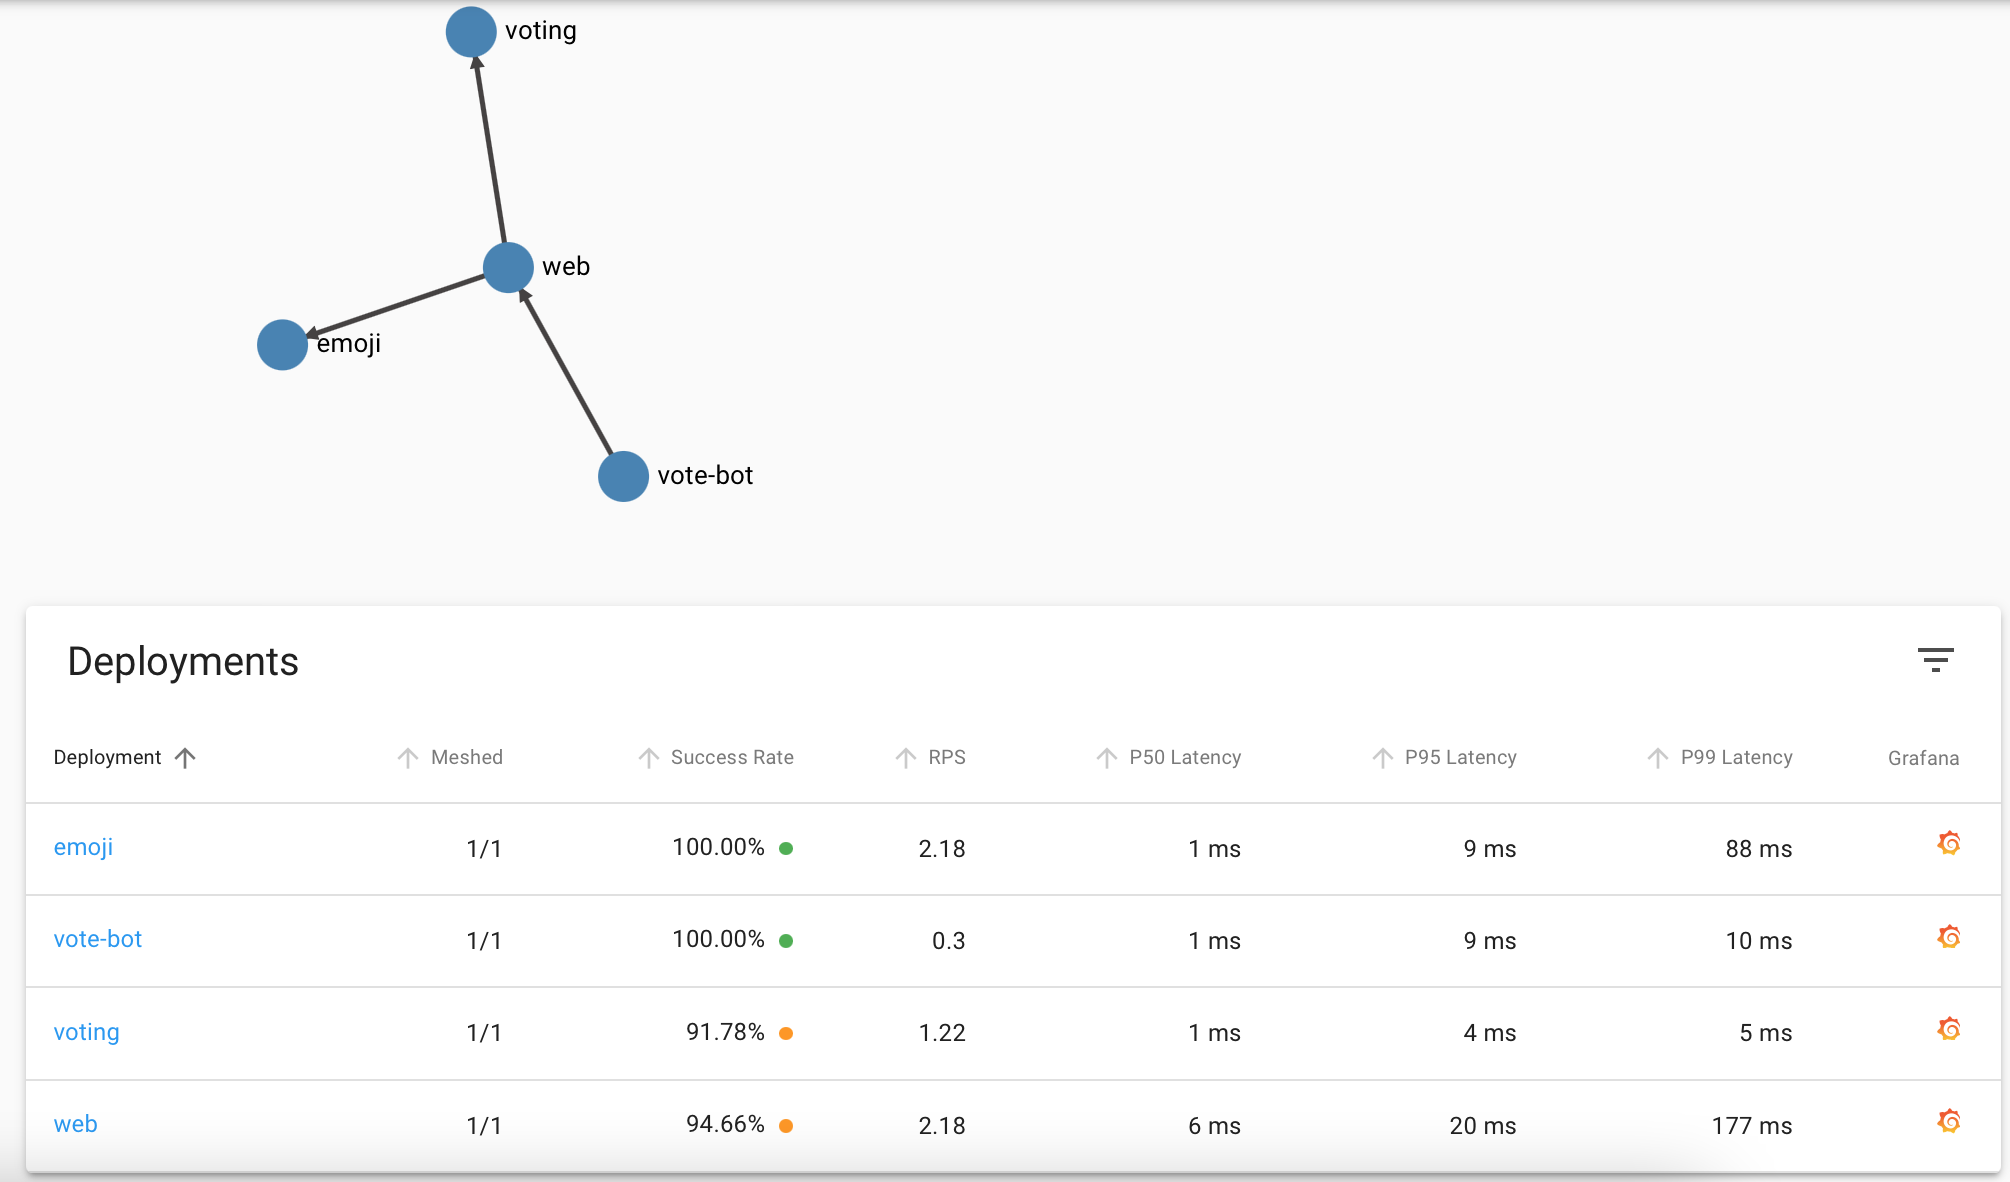 voting
web
emoji
vote-bot
Deployments
Deployment Meshed Success Rate RPS P50 Latency P95 Latency P99 Latency Grafana
emoji 1/1 100.00% 2.18 1 ms 9 ms 88 ms
vote-bot 1/1 100.00% 0.3 1 ms 9 ms 10 ms
voting 1/1 91.78% 1.22 1 ms 4 ms 5 ms
web 1/1 94.66% 2.18 6 ms 20 ms 177 ms